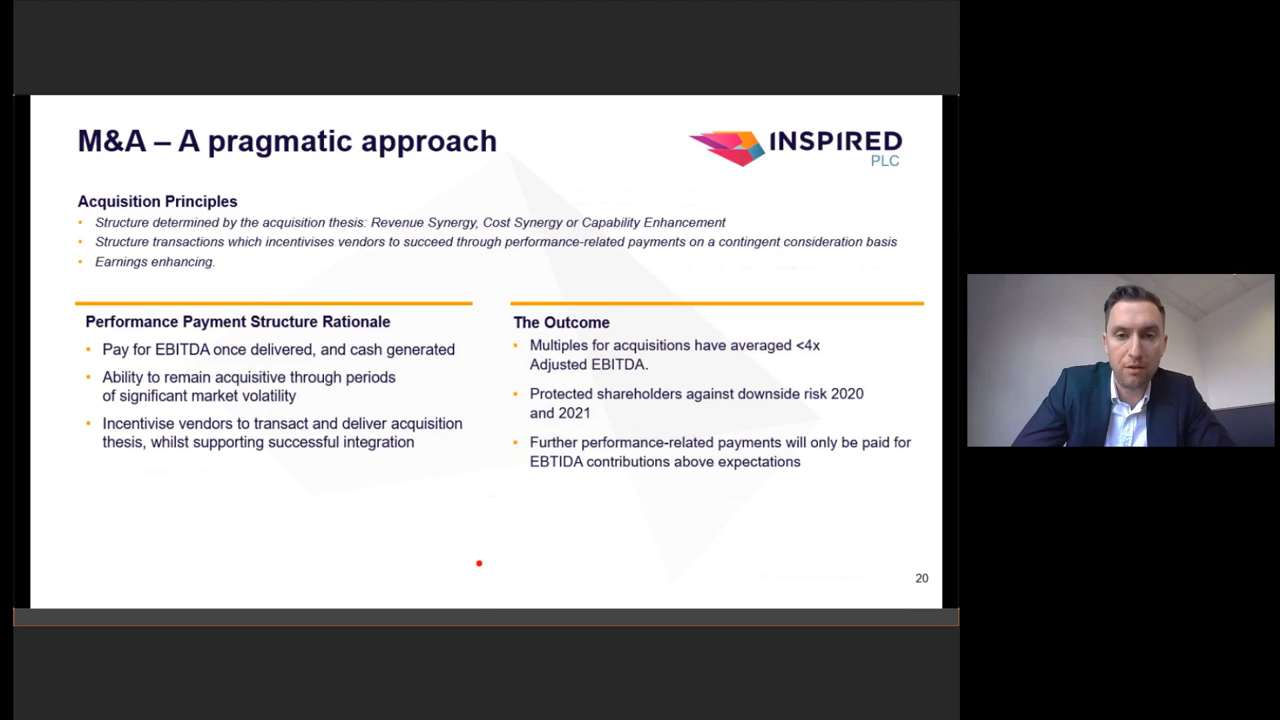 M&A – A pragmatic approach
INSPIRED
PLC
Acquisition Principles
• Structure determined by the acquisition thesis: Revenue Synergy, Cost Synergy or Capability Enhancement
• Structure transactions which incentivises vendors to succeed through performance-related payments on a contingent consideration basis
• Earnings enhancing.
Performance Payment Structure Rationale
• Pay for EBITDA once delivered, and cash generated
• Ability to remain acquisitive through periods
of significant market volatility
• Incentivise vendors to transact and deliver acquisition
thesis, whilst supporting successful integration
The Outcome
• Multiples for acquisitions have averaged <4x
Adjusted EBITDA.
• Protected shareholders against downside risk 2020
and 2021
• Further performance-related payments will only be paid for
EBTIDA contributions above expectations
20